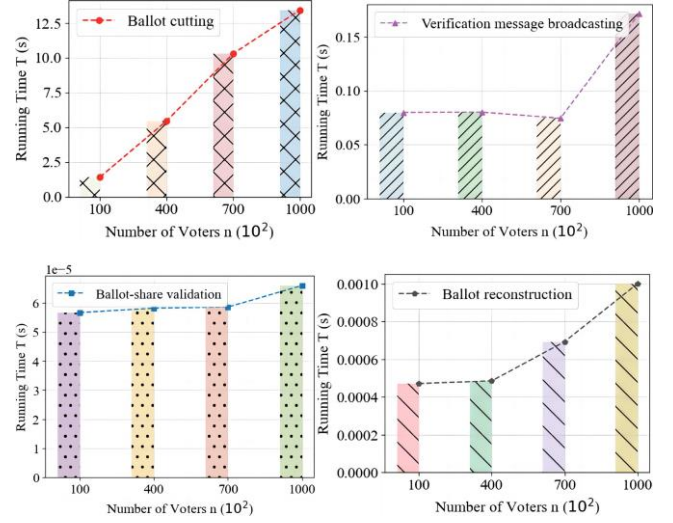 Ballot cutting
12.5
10.0
7.5
5.0
2.5
0.0
Running Time T (s)
100 400 700 1000
Number of Voters n (10²)
Verification message broadcasting
0.15
0.10
0.05
0.00
Running Time T (s)
100 400 700 1000
Number of Voters n (10²)
1e−5
Ballot-share validation
6
5
4
3
2
1
0
Running Time T (s)
100 400 700 1000
Number of Voters n (10²)
Ballot reconstruction
0.0010
0.0008
0.0006
0.0004
0.0002
0.0000
Running Time T (s)
100 400 700 1000
Number of Voters n (10²)